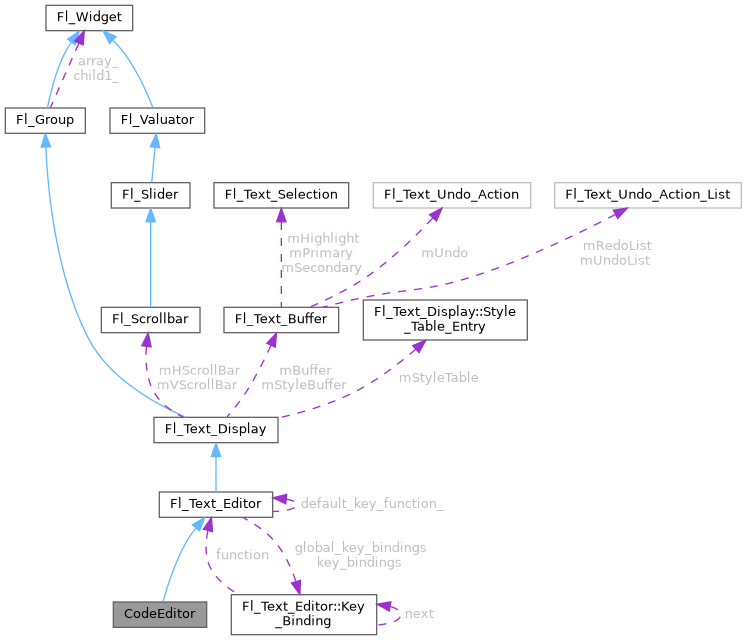 Fl_Widget
array_
child1_
Fl_Group
Fl_Valuator
Fl_Slider
Fl_Text_Selection
Fl_Text_Undo_Action
Fl_Text_Undo_Action_List
mHighlight
mPrimary
mSecondary
mUndo
mRedoList
mUndoList
Fl_Scrollbar
Fl_Text_Buffer
Fl_Text_Display::Style
_Table_Entry
mHScrollBar
mVScrollBar
mBuffer
mStyleBuffer
mStyleTable
Fl_Text_Display
Fl_Text_Editor
default_key_function_
function
global_key_bindings
key_bindings
CodeEditor
Fl_Text_Editor::Key
_Binding
next